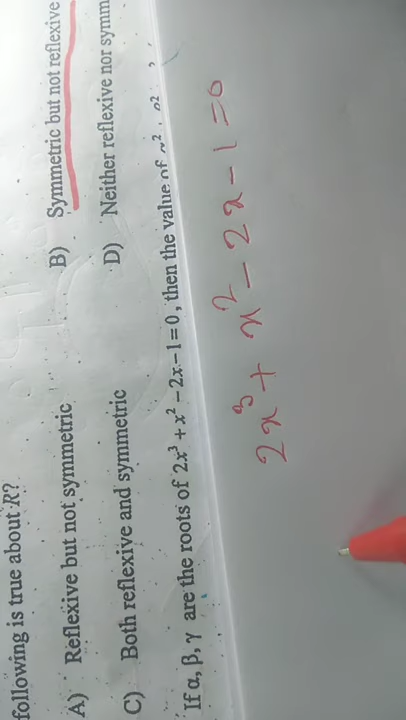 following is true about R?
A) Reflexive but not symmetric B) Symmetric but not reflexive
C) Both reflexive and symmetric D) Neither reflexive nor symm
If α, β, γ are the roots of 2x³ + x² − 2x − 1 = 0, then the value of
2x³ + x² − 2x − 1 = 0